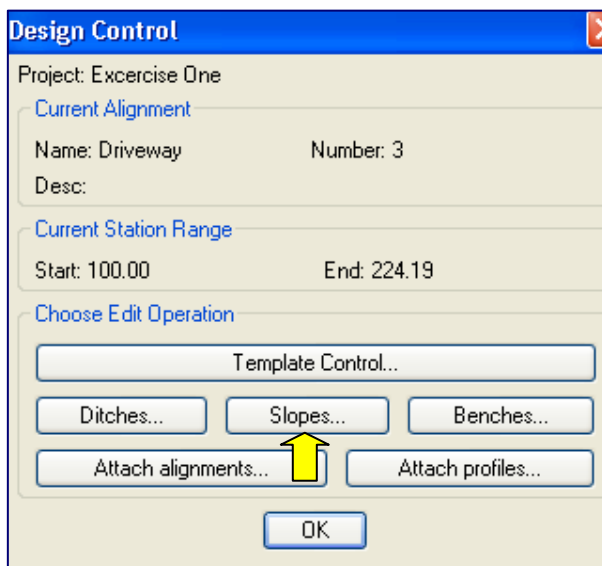 Design Control
Project: Excercise One
Current Alignment
Name: Driveway Number: 3
Desc:
Current Station Range
Start: 100.00 End: 224.19
Choose Edit Operation
Template Control...
Ditches... Slopes... Benches...
Attach alignments... Attach profiles...
OK